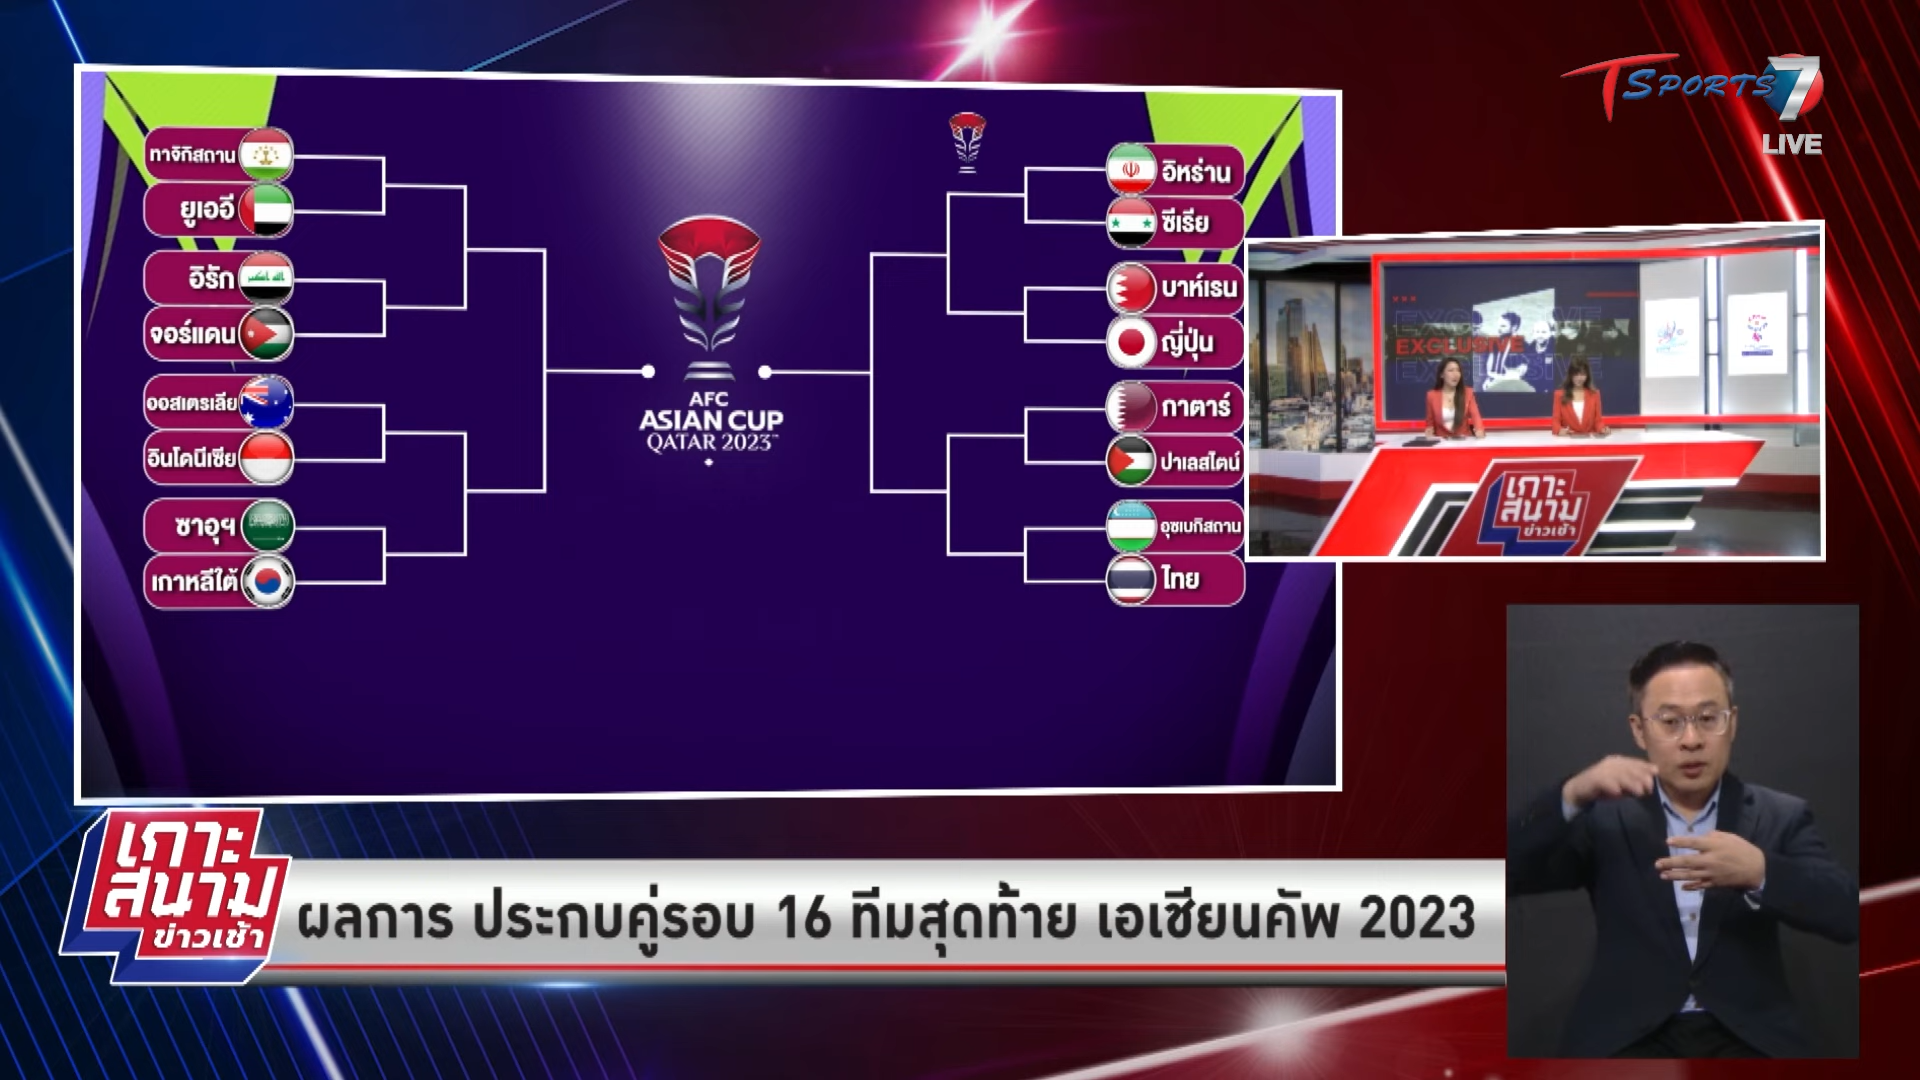 TSPORTS 7
LIVE
ทาจิกิสถาน
ยูเออี
อิรัก
จอร์แดน
ออสเตรเลีย
อินโดนีเซีย
ซาอุฯ
เกาหลีใต้
AFC
ASIAN CUP
QATAR 2023
อิหร่าน
ซีเรีย
บาห์เรน
ญี่ปุ่น
กาตาร์
ปาเลสไตน์
อุซเบกิสถาน
ไทย
EXCLUSIVE
EXCLUSIVE
EXCLUSIVE
เกาะ
สนาม
ข่าวเช้า
เกาะ
สนาม
ข่าวเช้า
ผลการ ประกบคู่รอบ 16 ทีมสุดท้าย เอเชียนคัพ 2023